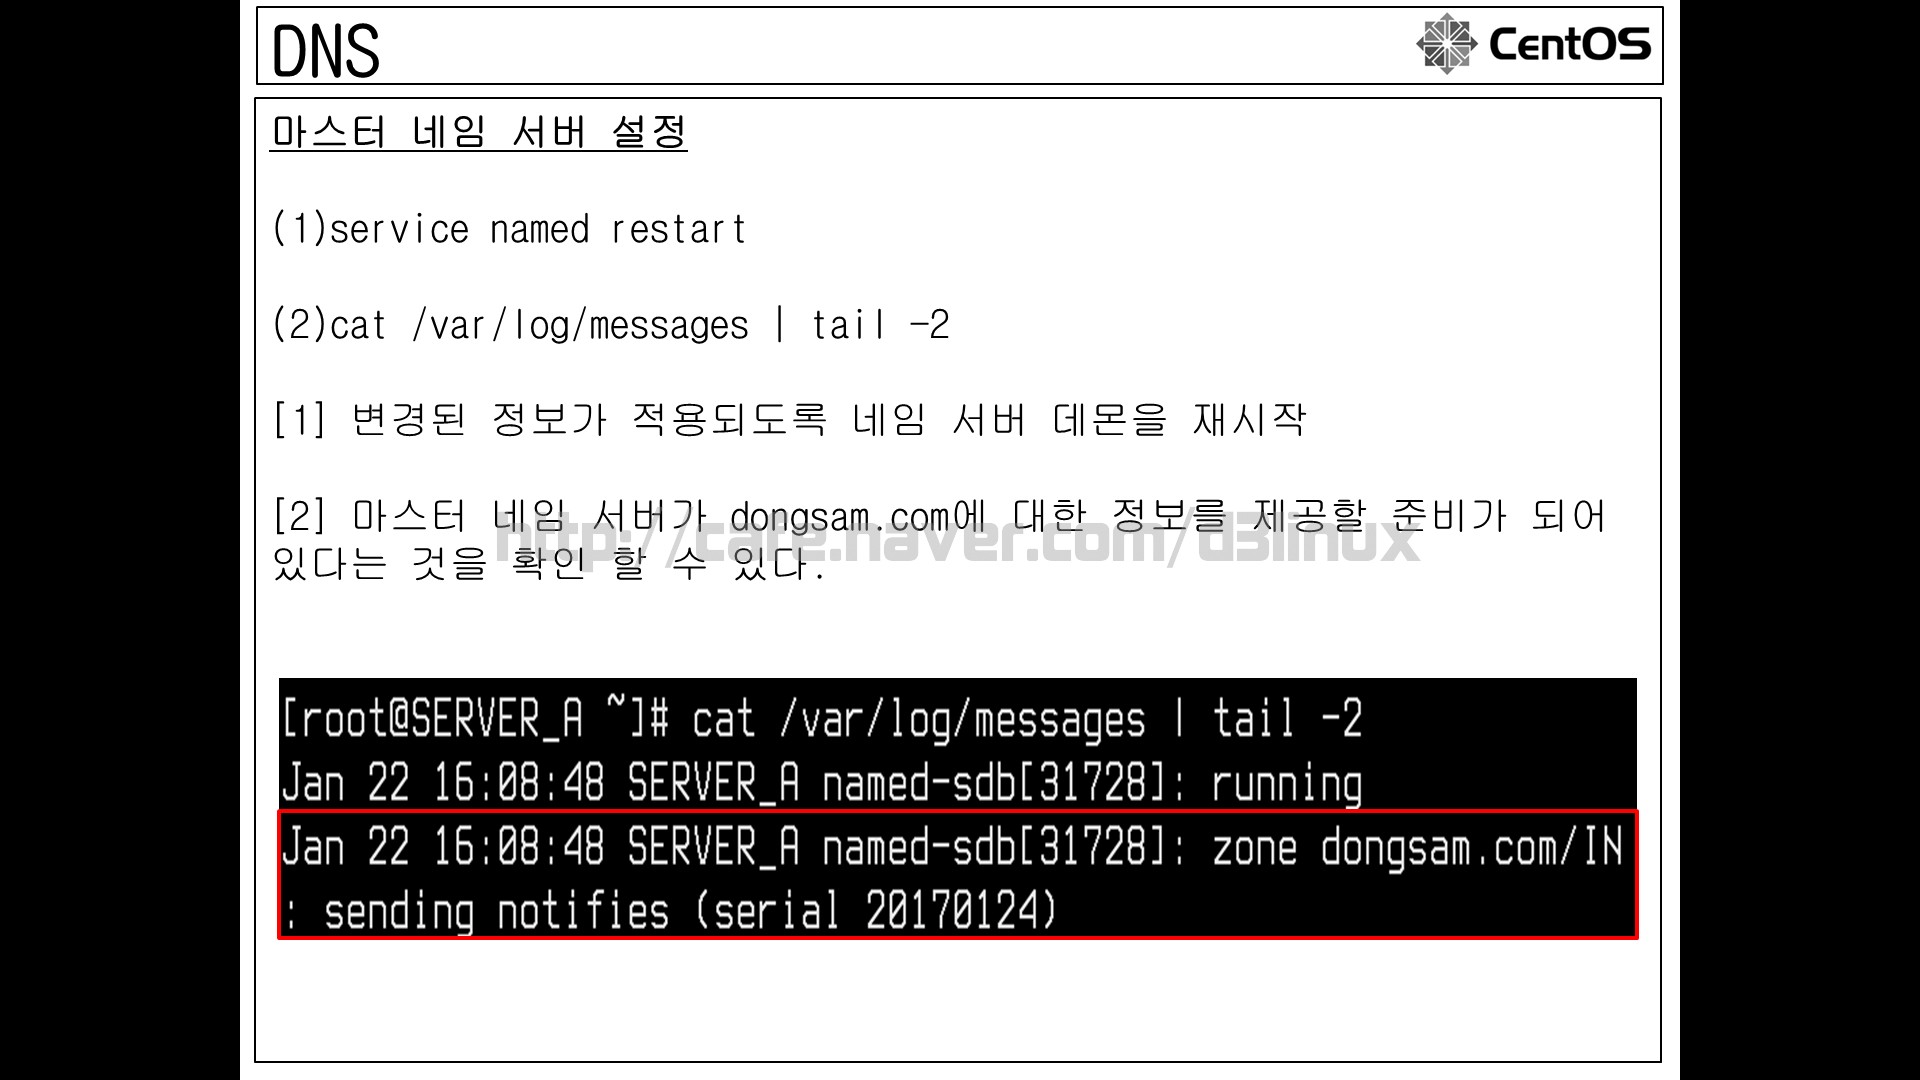 DNS
CentOS
마스터 네임 서버 설정
(1)service named restart
(2)cat /var/log/messages | tail -2
[1] 변경된 정보가 적용되도록 네임 서버 데몬을 재시작
[2] 마스터 네임 서버가 dongsam.com에 대한 정보를 제공할 준비가 되어
있다는 것을 확인 할 수 있다.
http://cafe.naver.com/d3linux
[root@SERVER_A ~]# cat /var/log/messages | tail -2
Jan 22 16:08:48 SERVER_A named-sdb[31728]: running
Jan 22 16:08:48 SERVER_A named-sdb[31728]: zone dongsam.com/IN
: sending notifies (serial 20170124)